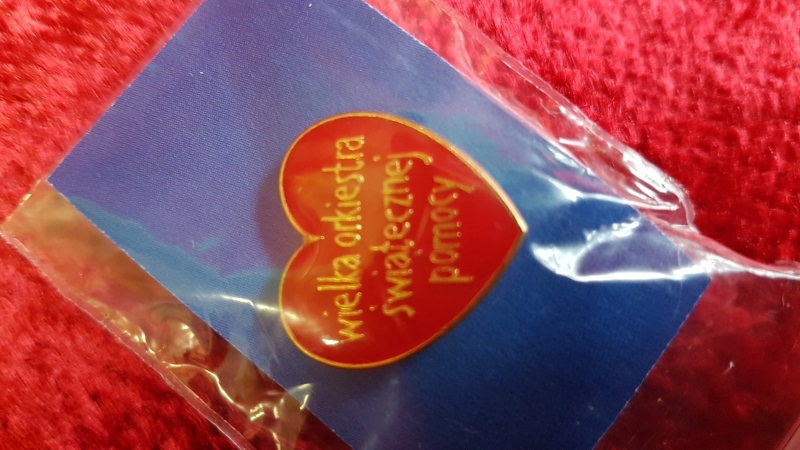 wielka orkiestra
świątecznej
pomocy